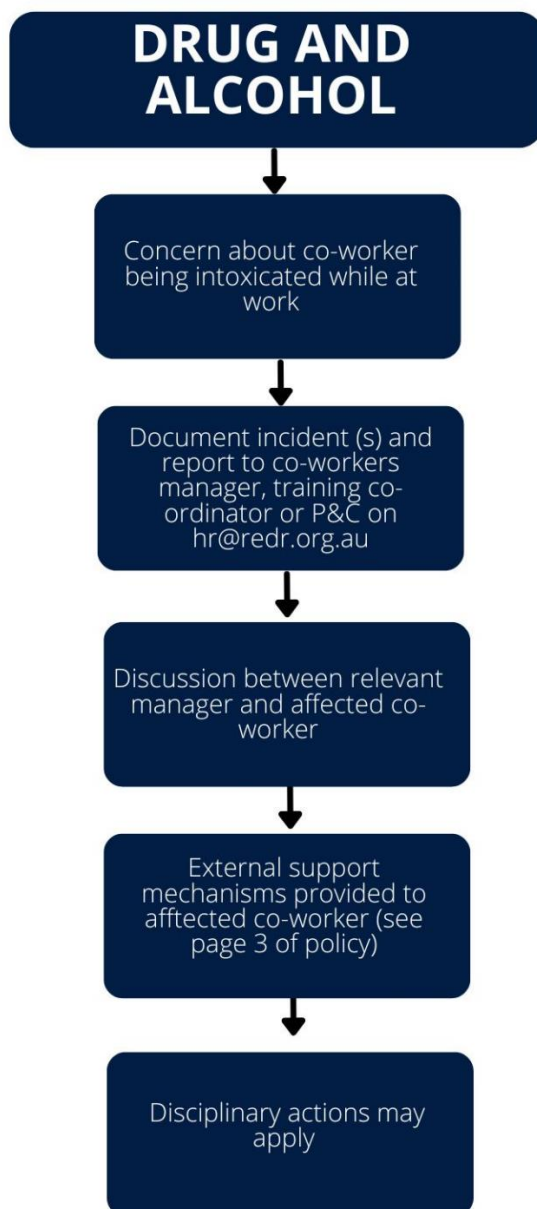 DRUG AND
ALCOHOL
Concern about co-worker
being intoxicated while at
work
Document incident (s) and
report to co-workers
manager, training co-
ordinator or P&C on
hr@redr.org.au
Discussion between relevant
manager and affected co-
worker
External support
mechanisms provided to
afftected co-worker (see
page 3 of policy)
Disciplinary actions may
apply